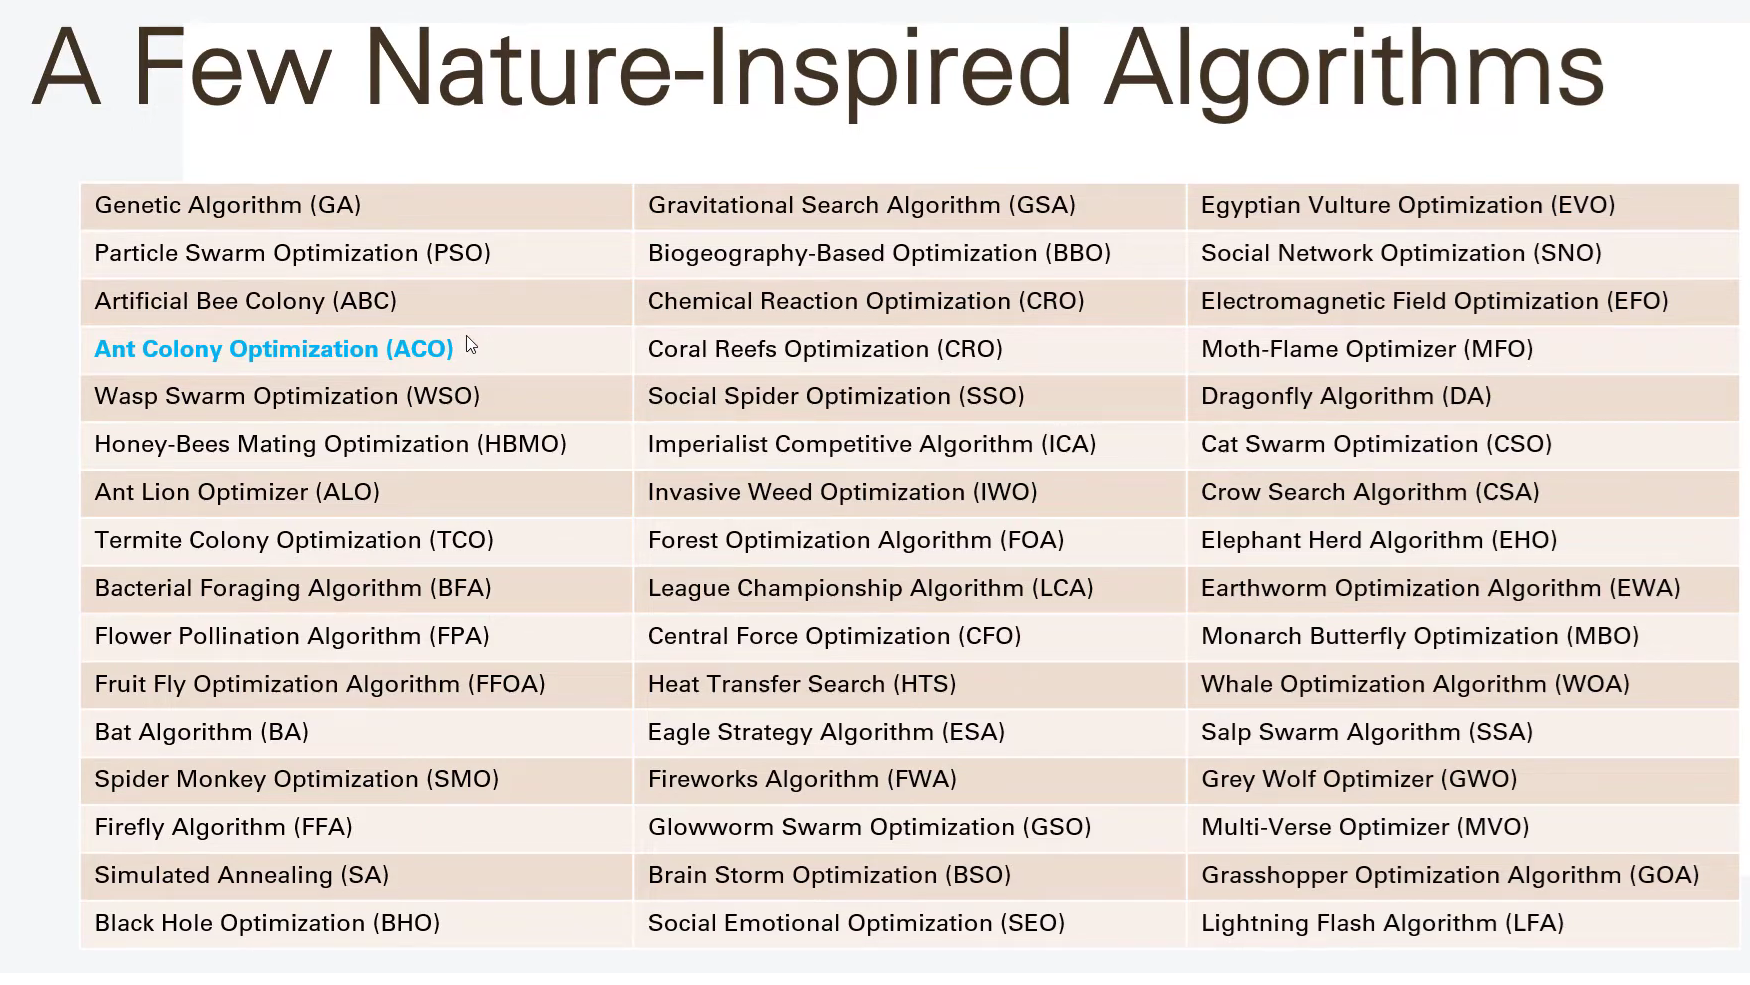 A Few Nature-Inspired Algorithms
Genetic Algorithm (GA) Gravitational Search Algorithm (GSA) Egyptian Vulture Optimization (EVO)
Particle Swarm Optimization (PSO) Biogeography-Based Optimization (BBO) Social Network Optimization (SNO)
Artificial Bee Colony (ABC) Chemical Reaction Optimization (CRO) Electromagnetic Field Optimization (EFO)
Ant Colony Optimization (ACO) Coral Reefs Optimization (CRO) Moth-Flame Optimizer (MFO)
Wasp Swarm Optimization (WSO) Social Spider Optimization (SSO) Dragonfly Algorithm (DA)
Honey-Bees Mating Optimization (HBMO) Imperialist Competitive Algorithm (ICA) Cat Swarm Optimization (CSO)
Ant Lion Optimizer (ALO) Invasive Weed Optimization (IWO) Crow Search Algorithm (CSA)
Termite Colony Optimization (TCO) Forest Optimization Algorithm (FOA) Elephant Herd Algorithm (EHO)
Bacterial Foraging Algorithm (BFA) League Championship Algorithm (LCA) Earthworm Optimization Algorithm (EWA)
Flower Pollination Algorithm (FPA) Central Force Optimization (CFO) Monarch Butterfly Optimization (MBO)
Fruit Fly Optimization Algorithm (FFOA) Heat Transfer Search (HTS) Whale Optimization Algorithm (WOA)
Bat Algorithm (BA) Eagle Strategy Algorithm (ESA) Salp Swarm Algorithm (SSA)
Spider Monkey Optimization (SMO) Fireworks Algorithm (FWA) Grey Wolf Optimizer (GWO)
Firefly Algorithm (FFA) Glowworm Swarm Optimization (GSO) Multi-Verse Optimizer (MVO)
Simulated Annealing (SA) Brain Storm Optimization (BSO) Grasshopper Optimization Algorithm (GOA)
Black Hole Optimization (BHO) Social Emotional Optimization (SEO) Lightning Flash Algorithm (LFA)